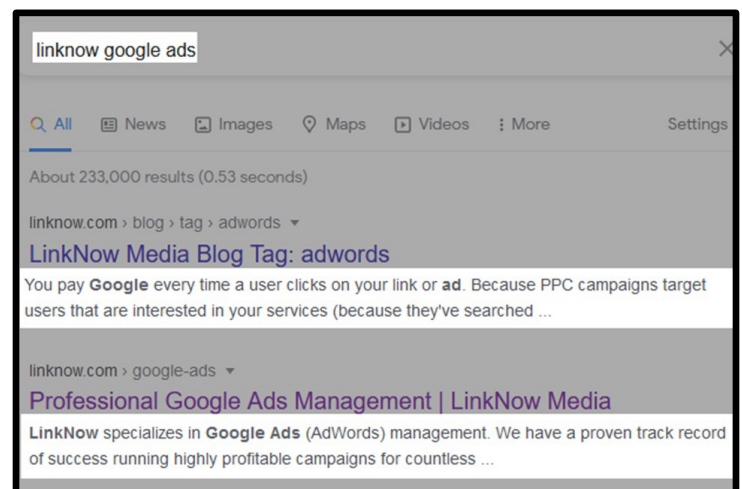 linknow google ads
All News Images Maps Videos More Settings
About 233,000 results (0.53 seconds)
linknow.com › blog › tag › adwords
LinkNow Media Blog Tag: adwords
You pay Google every time a user clicks on your link or ad. Because PPC campaigns target
users that are interested in your services (because they've searched ...
linknow.com › google-ads
Professional Google Ads Management | LinkNow Media
LinkNow specializes in Google Ads (AdWords) management. We have a proven track record
of success running highly profitable campaigns for countless ...